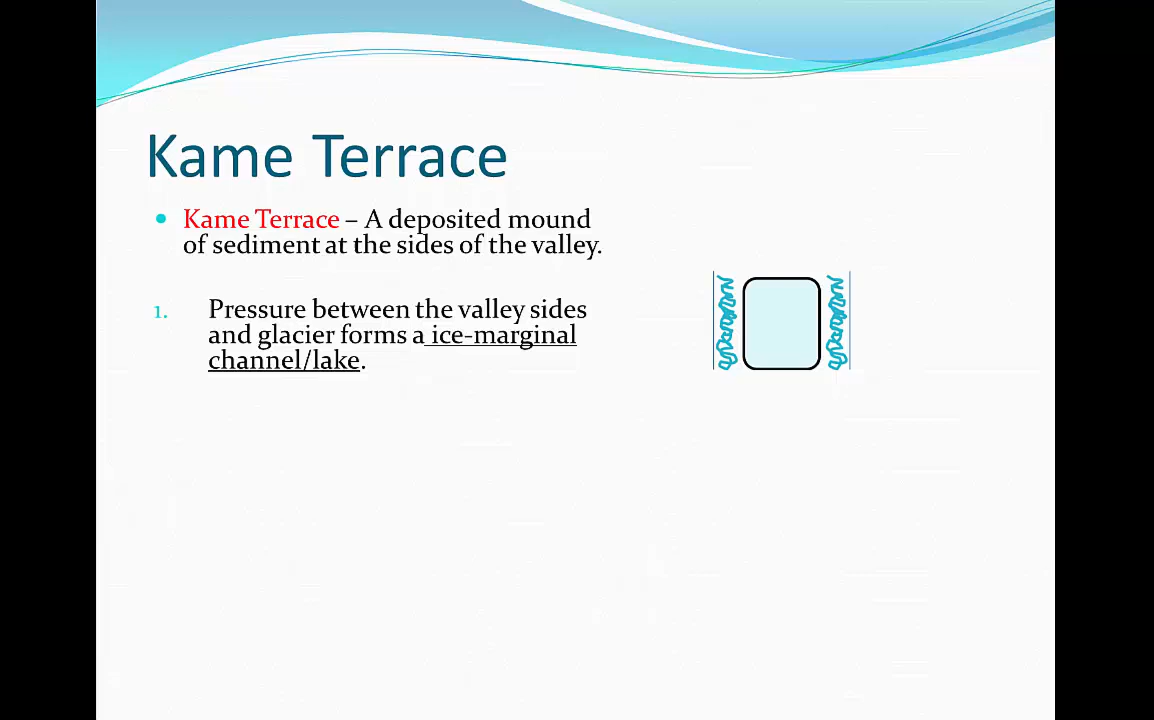 Kame Terrace
• Kame Terrace – A deposited mound
of sediment at the sides of the valley.
1. Pressure between the valley sides
and glacier forms a ice-marginal
channel/lake.